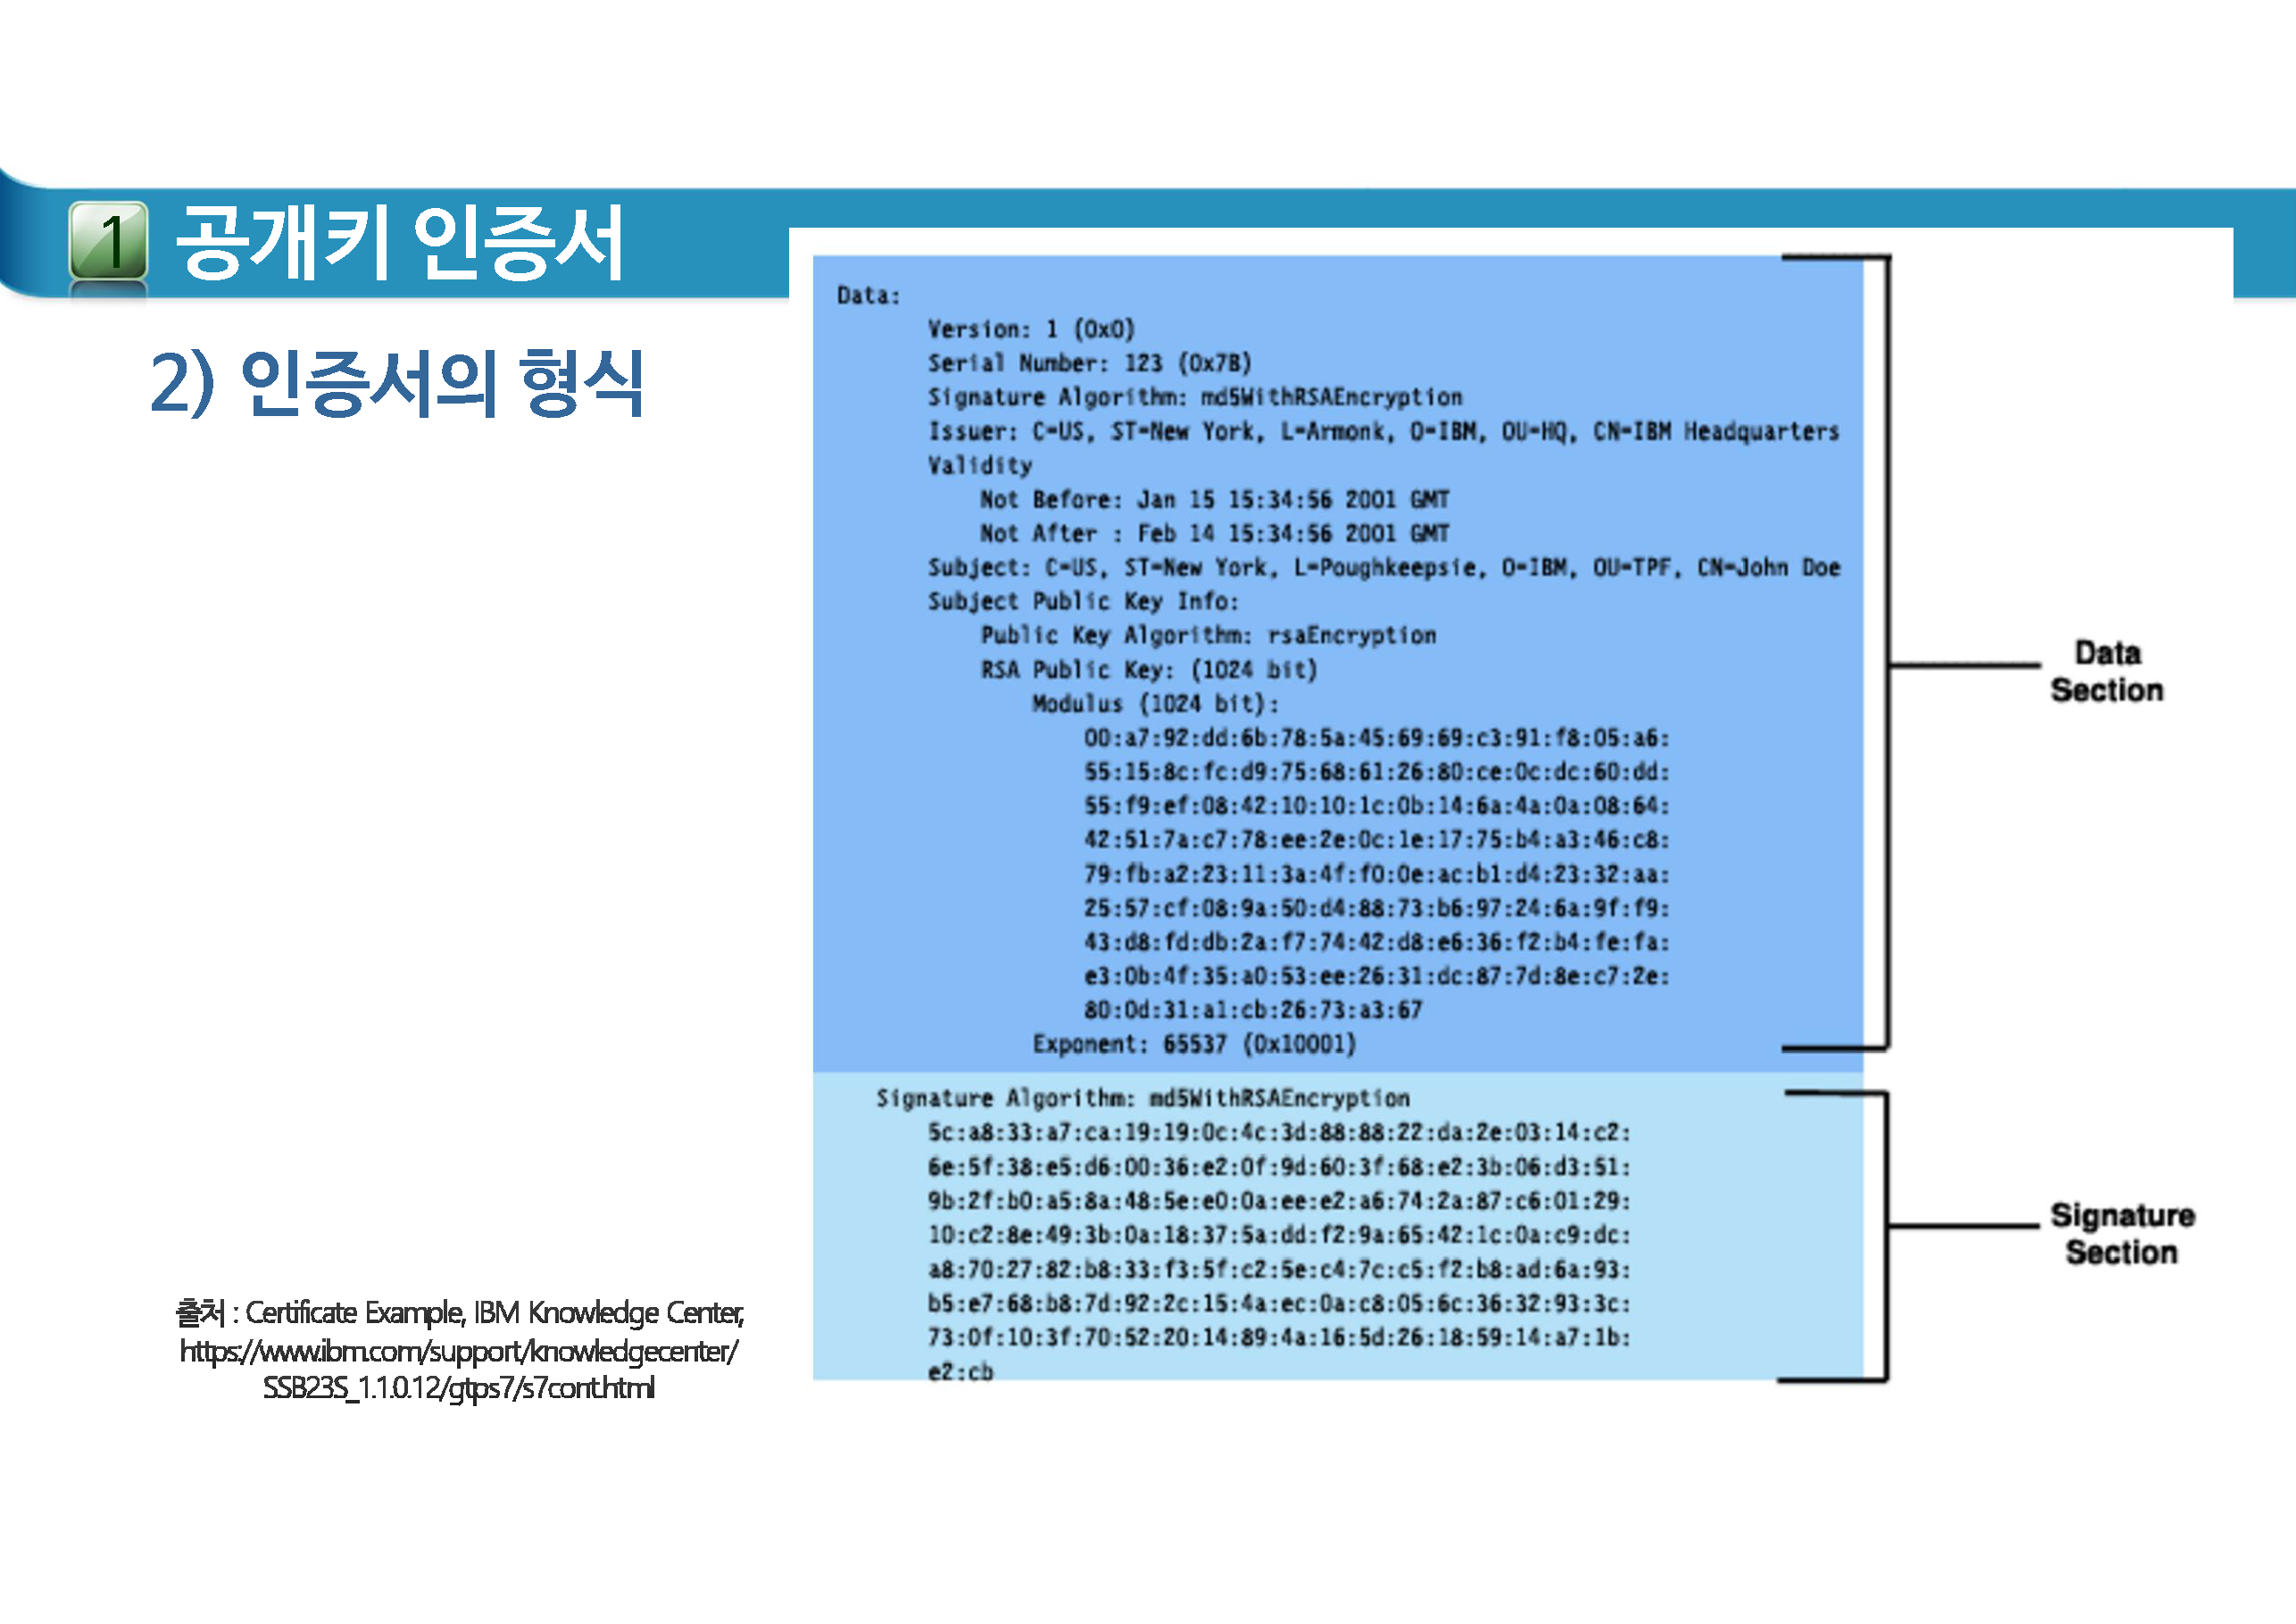 1 공개키 인증서
2) 인증서의 형식
Data:
Version: 1 (0x0)
Serial Number: 123 (0x7B)
Signature Algorithm: md5WithRSAEncryption
Issuer: C=US, ST=New York, L=Armonk, O=IBM, OU=HQ, CN=IBM Headquarters
Validity
Not Before: Jan 15 15:34:56 2001 GMT
Not After : Feb 14 15:34:56 2001 GMT
Subject: C=US, ST=New York, L=Poughkeepsie, O=IBM, OU=TPF, CN=John Doe
Subject Public Key Info:
Public Key Algorithm: rsaEncryption
RSA Public Key: (1024 bit)
Modulus (1024 bit):
00:a7:92:dd:6b:78:5a:45:69:69:c3:91:f8:05:a6:
55:15:8c:fc:d9:75:68:61:26:80:ce:0c:dc:60:dd:
55:f9:ef:08:42:10:10:1c:0b:14:6a:4a:0a:08:64:
42:51:7a:c7:78:ee:2e:0c:1e:17:75:b4:a3:46:c8:
79:fb:a2:23:11:3a:4f:f0:0e:ac:b1:d4:23:32:aa:
25:57:cf:08:9a:50:d4:88:73:b6:97:24:6a:9f:f9:
43:d8:fd:db:2a:f7:74:42:d8:e6:36:f2:b4:fe:fa:
e3:0b:4f:35:a0:53:ee:26:31:dc:87:7d:8e:c7:2e:
80:0d:31:a1:cb:26:73:a3:67
Exponent: 65537 (0x10001)
Data
Section
Signature Algorithm: md5WithRSAEncryption
5c:a8:33:a7:ca:19:19:0c:4c:3d:88:88:22:da:2e:03:14:c2:
6e:5f:38:e5:d6:00:36:e2:0f:9d:60:3f:68:e2:3b:06:d3:51:
9b:2f:b0:a5:8a:48:5e:e0:0a:ee:e2:a6:74:2a:87:c6:01:29:
10:c2:8e:49:3b:0a:18:37:5a:dd:f2:9a:65:42:1c:0a:c9:dc:
a8:70:27:82:b8:33:f3:5f:c2:5e:c4:7c:c5:f2:b8:ad:6a:93:
b5:e7:68:b8:7d:92:2c:15:4a:ec:0a:c8:05:6c:36:32:93:3c:
73:0f:10:3f:70:52:20:14:89:4a:16:5d:26:18:59:14:a7:1b:
e2:cb
Signature
Section
출처 : Certificate Example, IBM Knowledge Center,
https://www.ibm.com/support/knowledgecenter/
SSB23S_1.1.0.12/gtps7/s7cont.html